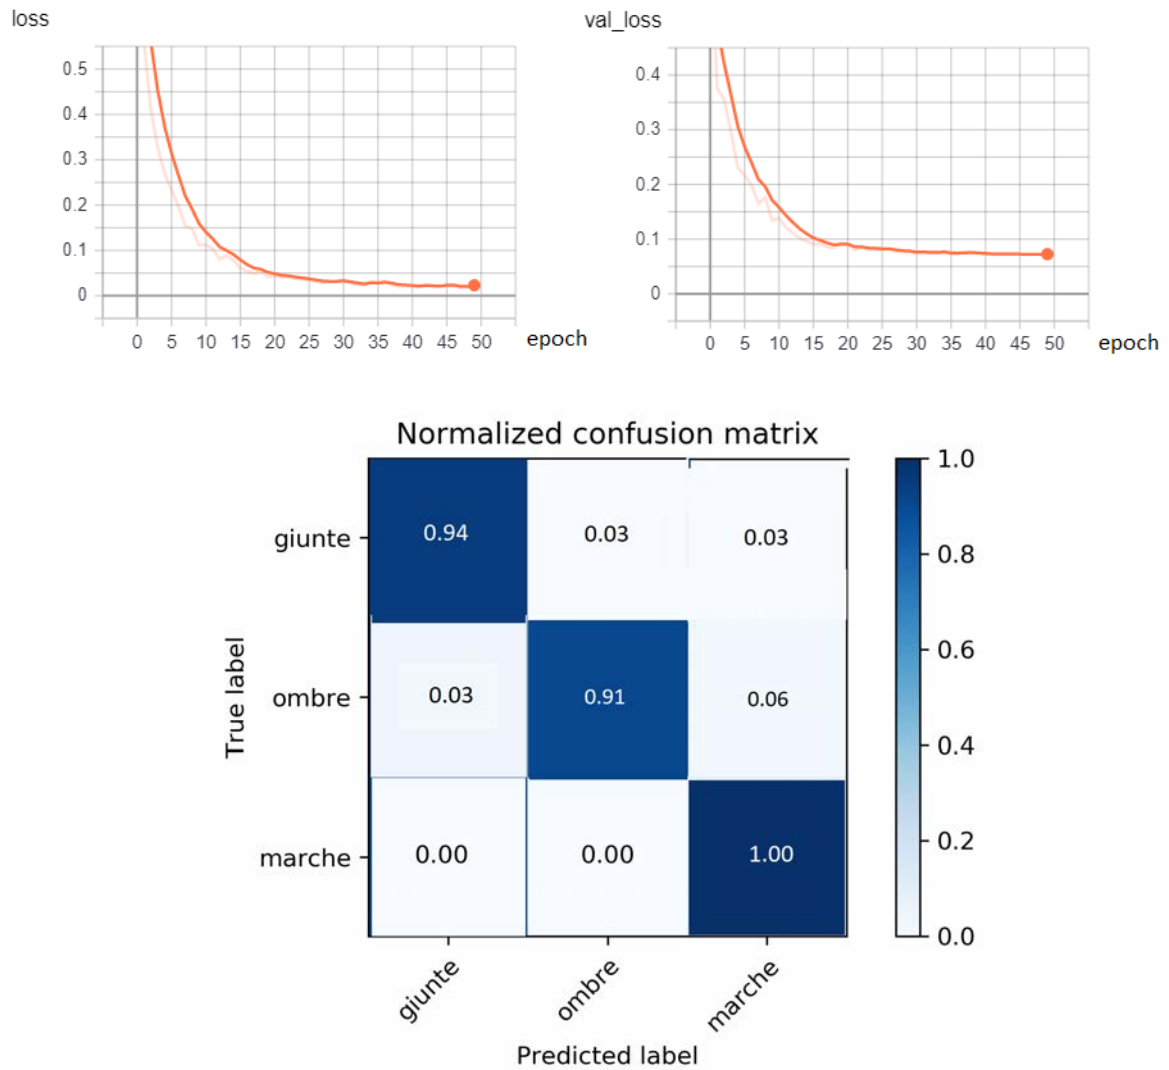 loss
0.5
0.4
0.3
0.2
0.1
0
0 5 10 15 20 25 30 35 40 45 50 epoch
val_loss
0.4
0.3
0.2
0.1
0
0 5 10 15 20 25 30 35 40 45 50 epoch
Normalized confusion matrix
True label
giunte 0.94 0.03 0.03
ombre 0.03 0.91 0.06
marche 0.00 0.00 1.00
giunte ombre marche
Predicted label
1.0
0.8
0.6
0.4
0.2
0.0